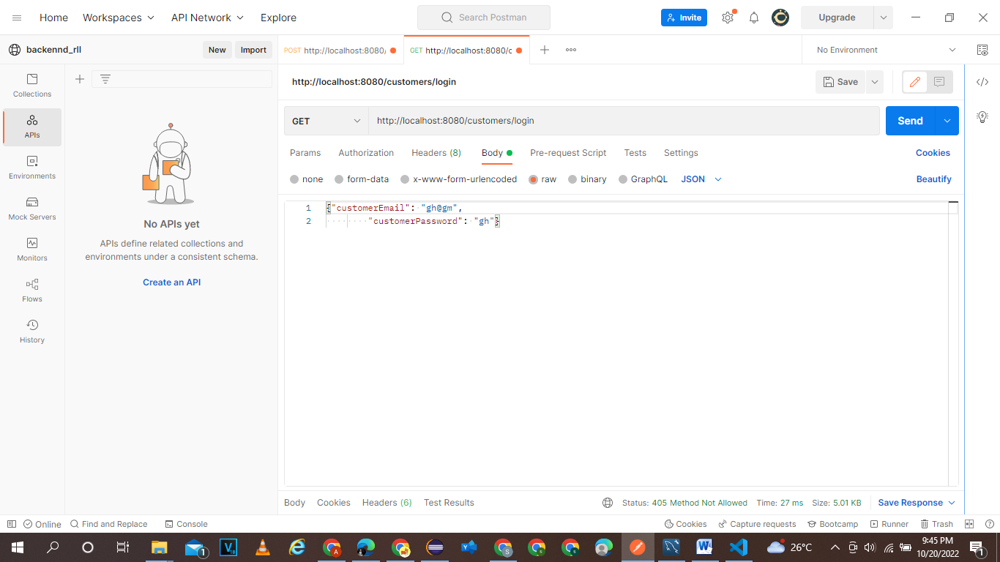 Home Workspaces API Network Explore Search Postman Invite Upgrade
backennd_rll New Import POST http://localhost:8080/ GET http://localhost:8080/c No Environment
http://localhost:8080/customers/login Save
Collections
APIs
Environments
Mock Servers
Monitors
Flows
History
No APIs yet
APIs define related collections and
environments under a consistent schema.
Create an API
GET http://localhost:8080/customers/login Send
Params Authorization Headers (8) Body Pre-request Script Tests Settings Cookies
none form-data x-www-form-urlencoded raw binary GraphQL JSON Beautify
1 {"customerEmail": "gh@gm",
2 "customerPassword": "gh"}
Body Cookies Headers (6) Test Results Status: 405 Method Not Allowed Time: 27 ms Size: 5.01 KB Save Response
Online Find and Replace Console Cookies Capture requests Bootcamp Runner Trash
26°C 9:45 PM
10/20/2022